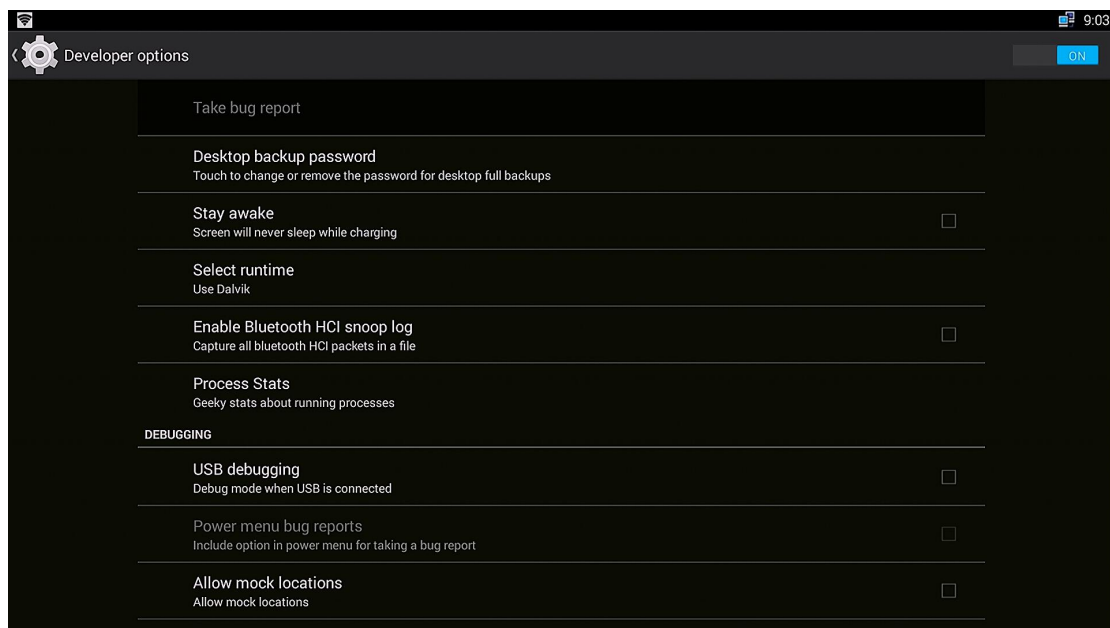 9:03
Developer options
ON
Take bug report
Desktop backup password
Touch to change or remove the password for desktop full backups
Stay awake
Screen will never sleep while charging
Select runtime
Use Dalvik
Enable Bluetooth HCI snoop log
Capture all bluetooth HCI packets in a file
Process Stats
Geeky stats about running processes
DEBUGGING
USB debugging
Debug mode when USB is connected
Power menu bug reports
Include option in power menu for taking a bug report
Allow mock locations
Allow mock locations